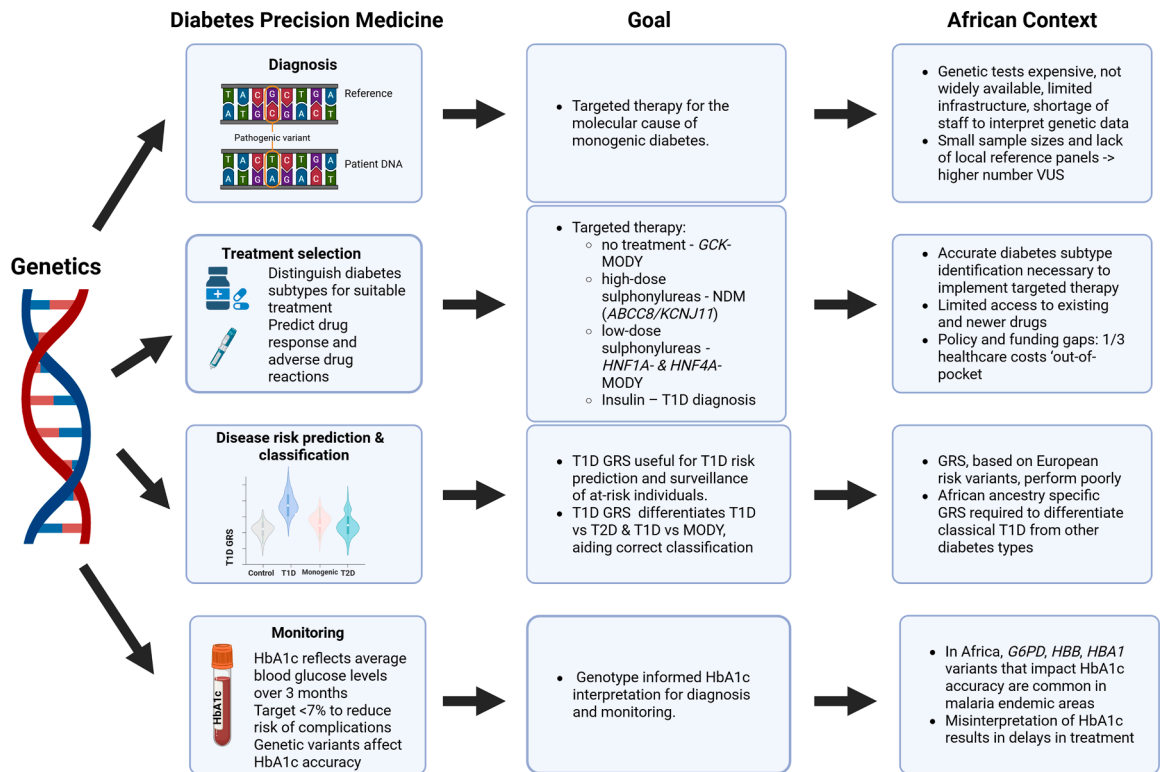 Diabetes Precision Medicine
Goal
African Context
Genetics
Diagnosis
T A C G C T G A
A T G C G A C T
Reference
Pathogenic variant
T A C T C T G A
A T G A G A C T
Patient DNA
• Targeted therapy for the
molecular cause of
monogenic diabetes.
• Genetic tests expensive, not
widely available, limited
infrastructure, shortage of
staff to interpret genetic data
• Small sample sizes and lack
of local reference panels ->
higher number VUS
Treatment selection
Distinguish diabetes
subtypes for suitable
treatment
Predict drug
response and
adverse drug
reactions
• Targeted therapy:
○ no treatment - GCK-
MODY
○ high-dose
sulphonylureas - NDM
(ABCC8/KCNJ11)
○ low-dose
sulphonylureas -
HNF1A- & HNF4A-
MODY
○ Insulin – T1D diagnosis
• Accurate diabetes subtype
identification necessary to
implement targeted therapy
• Limited access to existing
and newer drugs
• Policy and funding gaps: 1/3
healthcare costs ‘out-of-
pocket
Disease risk prediction &
classification
T1D GRS
Control T1D Monogenic T2D
• T1D GRS useful for T1D risk
prediction and surveillance
of at-risk individuals.
• T1D GRS differentiates T1D
vs T2D & T1D vs MODY,
aiding correct classification
• GRS, based on European
risk variants, perform poorly
• African ancestry specific
GRS required to differentiate
classical T1D from other
diabetes types
Monitoring
HbA1c
HbA1c reflects average
blood glucose levels
over 3 months
Target <7% to reduce
risk of complications
Genetic variants affect
HbA1c accuracy
• Genotype informed HbA1c
interpretation for diagnosis
and monitoring.
• In Africa, G6PD, HBB, HBA1
variants that impact HbA1c
accuracy are common in
malaria endemic areas
• Misinterpretation of HbA1c
results in delays in treatment